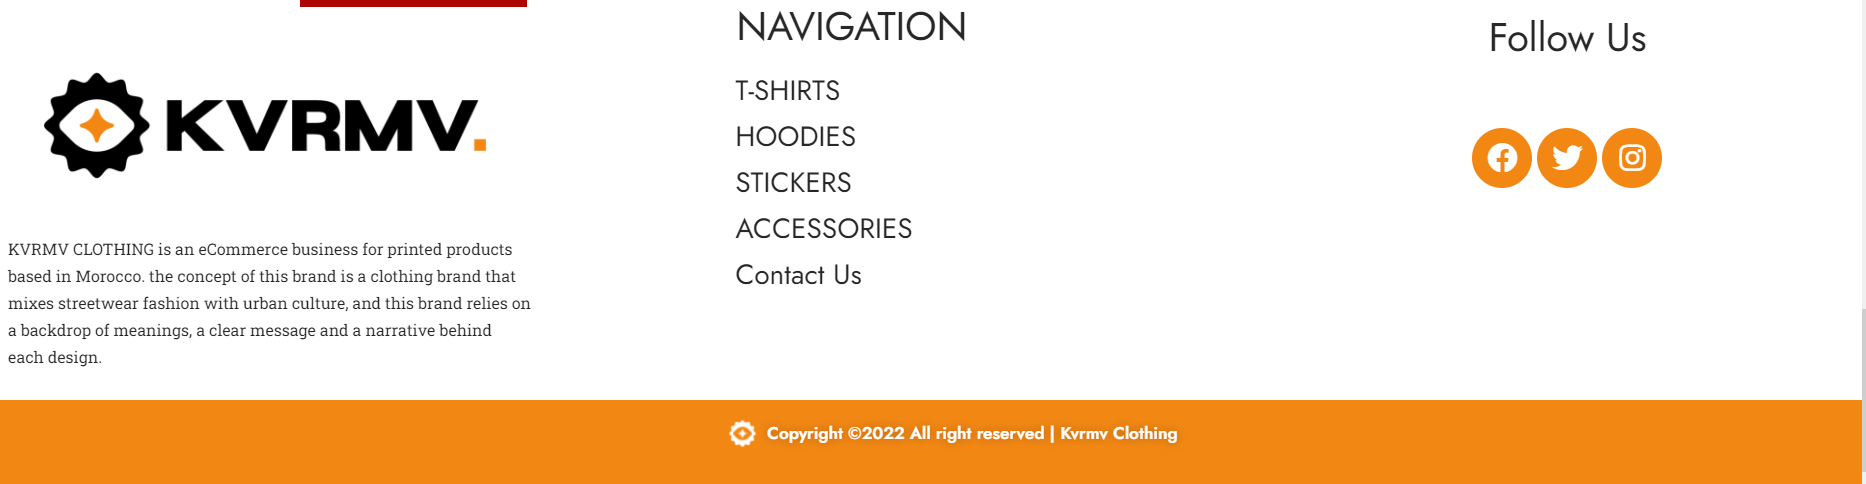 KVRMV.
KVRMV CLOTHING is an eCommerce business for printed products
based in Morocco. the concept of this brand is a clothing brand that
mixes streetwear fashion with urban culture, and this brand relies on
a backdrop of meanings, a clear message and a narrative behind
each design.
NAVIGATION
T-SHIRTS
HOODIES
STICKERS
ACCESSORIES
Contact Us
Follow Us
Copyright ©2022 All right reserved | Kvrmv Clothing